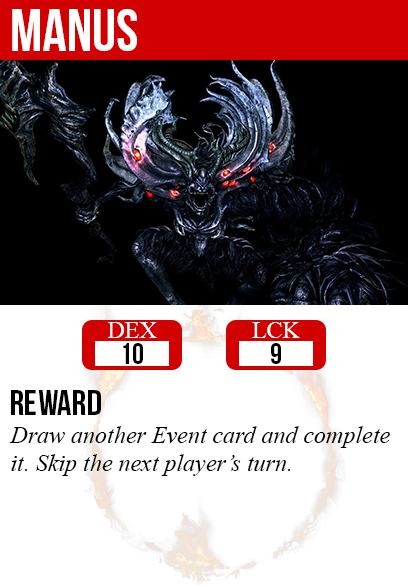 MANUS
DEX
10
LCK
9
REWARD
Draw another Event card and complete
it. Skip the next player’s turn.